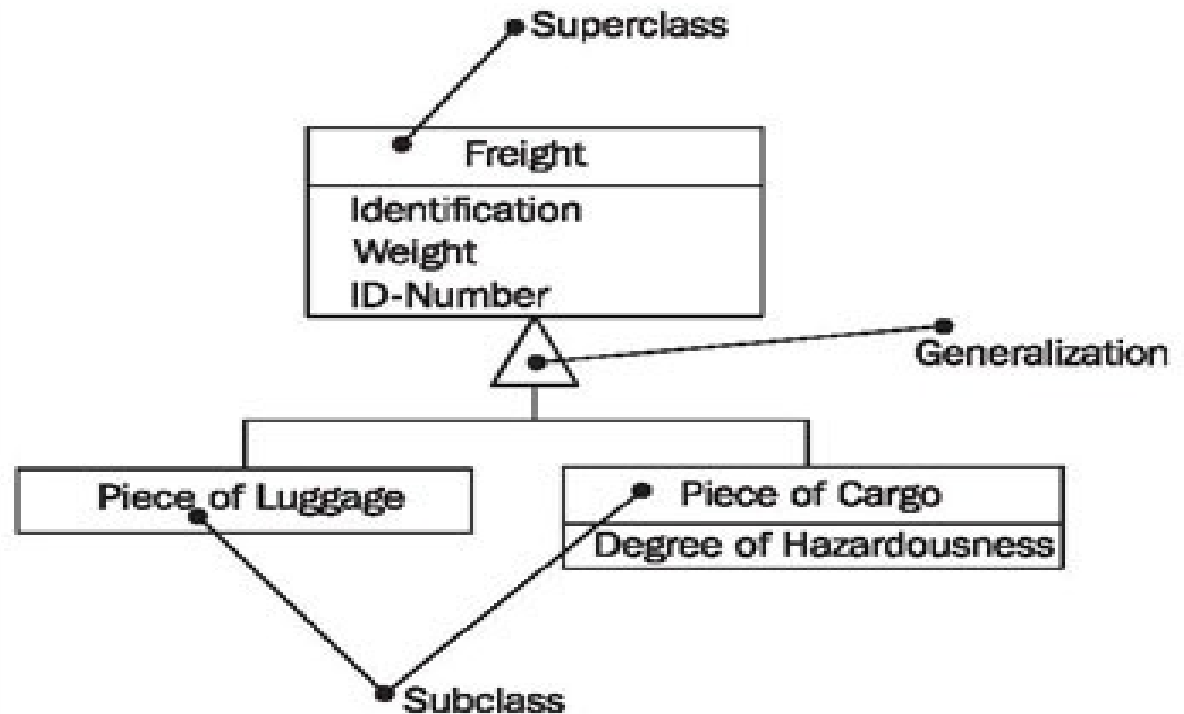 Superclass
Freight
Identification
Weight
ID-Number
Generalization
Piece of Luggage
Piece of Cargo
Degree of Hazardousness
Subclass